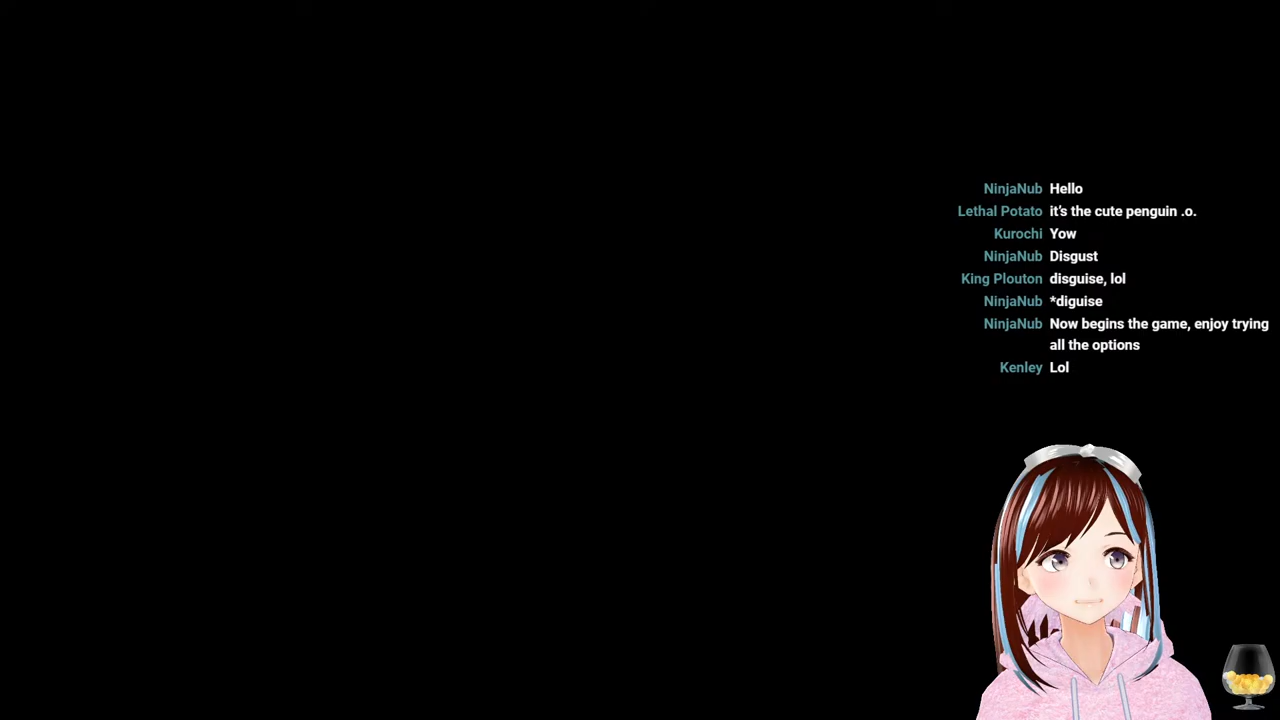 NinjaNub Hello
Lethal Potato it’s the cute penguin .o.
Kurochi Yow
NinjaNub Disgust
King Plouton disguise, lol
NinjaNub *diguise
NinjaNub Now begins the game, enjoy trying
all the options
Kenley Lol